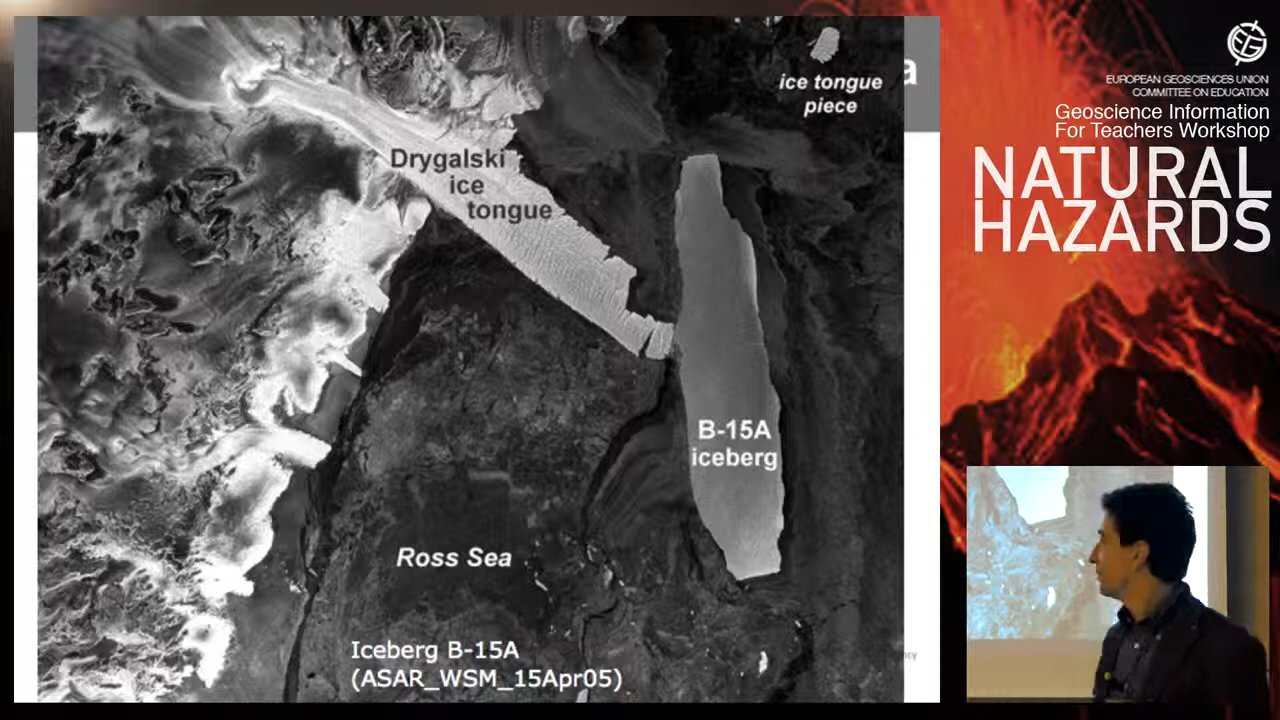 a
ice tongue
piece
Drygalski
ice
tongue
B-15A
iceberg
Ross Sea
Iceberg B-15A
(ASAR_WSM_15Apr05)
ncy
EUROPEAN GEOSCIENCES UNION
COMMITTEE ON EDUCATION
Geoscience Information
For Teachers Workshop
NATURAL
HAZARDS